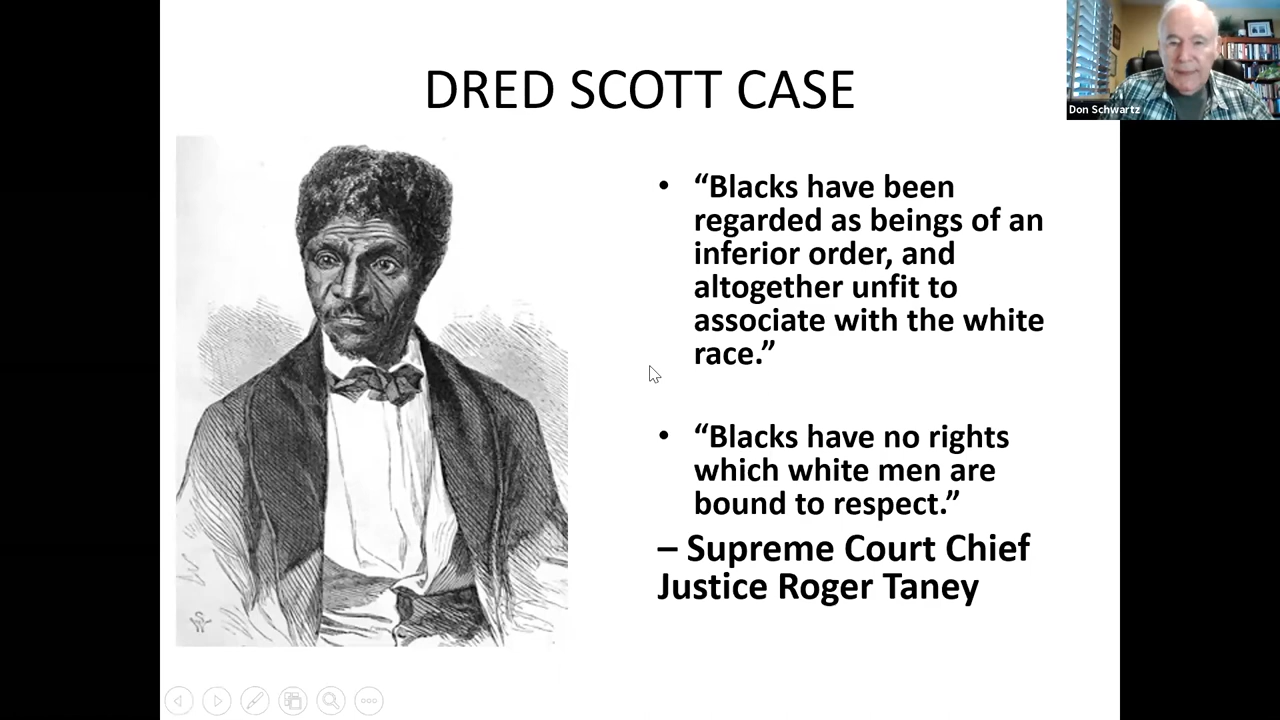 Don Schwartz
DRED SCOTT CASE
• “Blacks have been
regarded as beings of an
inferior order, and
altogether unfit to
associate with the white
race.”
• “Blacks have no rights
which white men are
bound to respect.”
– Supreme Court Chief
Justice Roger Taney